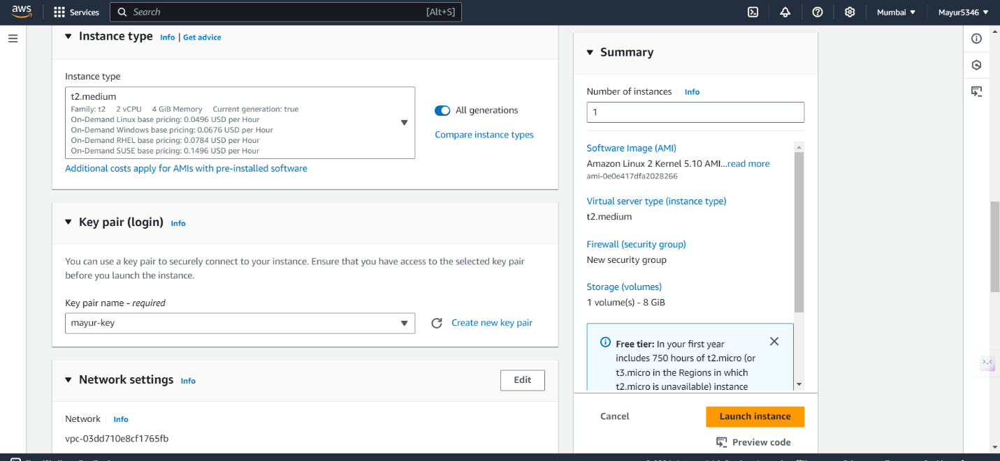 aws
Services
Search
[Alt+S]
Mumbai
Mayur5346
Instance type
Info | Get advice
Instance type
t2.medium
Family: t2 2 vCPU 4 GiB Memory Current generation: true
On-Demand Linux base pricing: 0.0496 USD per Hour
On-Demand Windows base pricing: 0.0676 USD per Hour
On-Demand RHEL base pricing: 0.0784 USD per Hour
On-Demand SUSE base pricing: 0.1496 USD per Hour
All generations
Compare instance types
Additional costs apply for AMIs with pre-installed software
Key pair (login)
Info
You can use a key pair to securely connect to your instance. Ensure that you have access to the selected key pair
before you launch the instance.
Key pair name - required
mayur-key
Create new key pair
Network settings
Info
Edit
Network
Info
vpc-03dd710e8cf1765fb
Summary
Number of instances
Info
1
Software Image (AMI)
Amazon Linux 2 Kernel 5.10 AMI...read more
ami-0e0e417dfa2028266
Virtual server type (instance type)
t2.medium
Firewall (security group)
New security group
Storage (volumes)
1 volume(s) - 8 GiB
Free tier: In your first year
includes 750 hours of t2.micro (or
t3.micro in the Regions in which
t2.micro is unavailable) instance
Cancel
Launch instance
Preview code